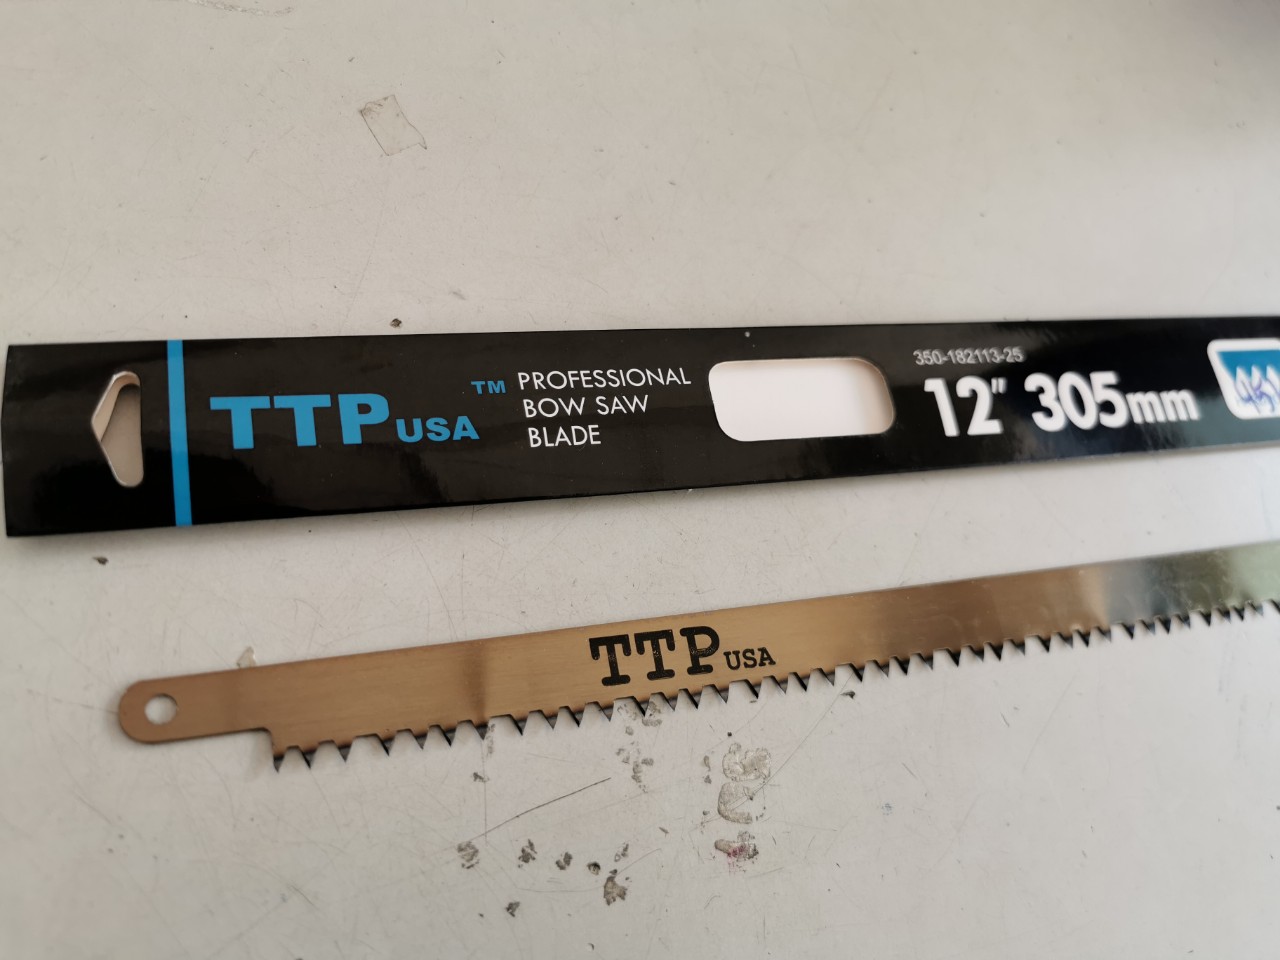 TTP USA ™
PROFESSIONAL
BOW SAW
BLADE
350-182113-25
12" 305mm
TTP USA